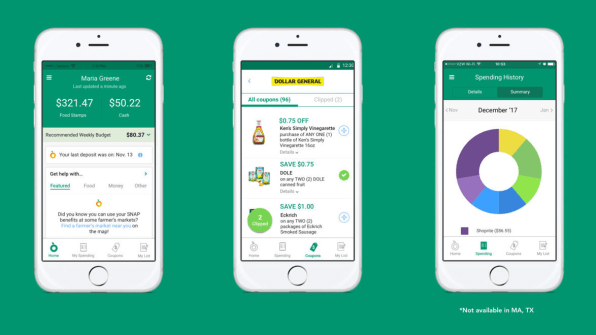 Maria Greene
Last updated a minute ago
$321.47
Food Stamps
$50.22
Cash
Recommended Weekly Budget $80.37
Your last deposit was on: Nov. 13
Get help with...
Featured Food Money Other
Did you know you can use your SNAP
benefits at some farmer's markets?
Find a farmer's market near you on
the map!
Home My Spending Coupons My List
12:30
DOLLAR GENERAL
All coupons (96) Clipped (2)
$0.75 OFF
Ken's Simply Vinegarette
purchase of ANY ONE (1)
bottle of Ken's Simply
Vinegarette 16oz
Details
SAVE $0.75
DOLE
on any TWO (2) DOLE
canned fruit
Details
SAVE $1.00
Eckrich
on any TWO (2)
packages of Eckrich
Smoked Sausage
2
Clipped
Home Spending Coupons My List
Spending History
Details Summary
Nov December '17 Jan
Home Spending Coupons My List
*Not available in MA, TX